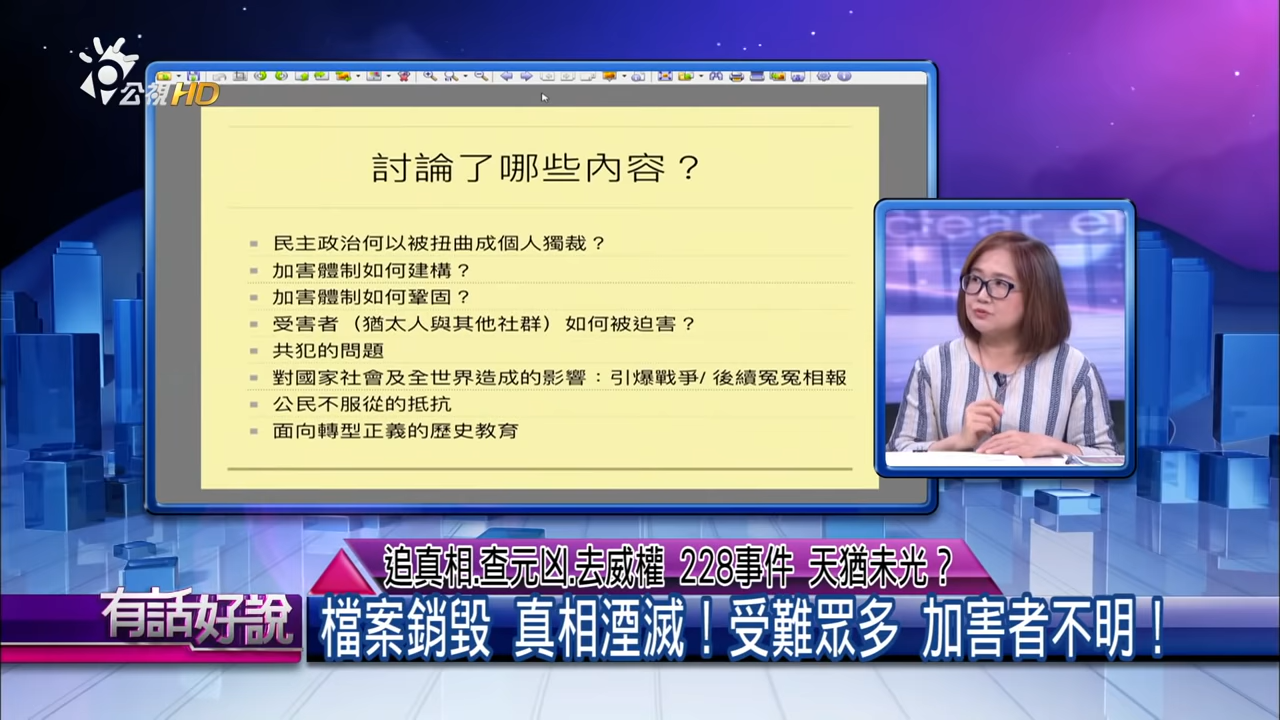 公視HD
討論了哪些內容？
民主政治何以被扭曲成個人獨裁？
加害體制如何建構？
加害體制如何鞏固？
受害者（猶太人與其他社群）如何被迫害？
共犯的問題
對國家社會及全世界造成的影響：引爆戰爭/ 後續冤冤相報
公民不服從的抵抗
面向轉型正義的歷史教育
clear
追真相.查元凶.去威權 228事件 天猶未光？
有話好說
檔案銷毀 真相湮滅！受難眾多 加害者不明！